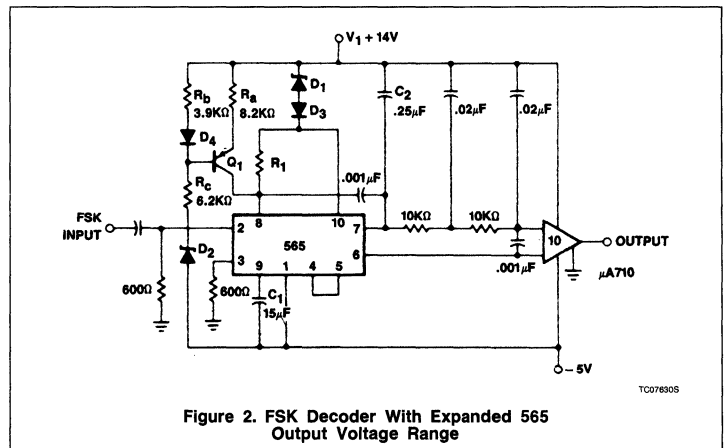 V1 + 14V
Rb
3.9KΩ
Ra
8.2KΩ
D1
D3
C2
.25µF
.02µF
.02µF
D4
Q1
R1
Rc
6.2KΩ
.001µF
FSK
INPUT
2
8
10
7
10KΩ
10KΩ
10
OUTPUT
565
D2
3
9
1
4
5
6
.001µF
µA710
600Ω
600Ω
C1
15µF
– 5V
TC07630S
Figure 2. FSK Decoder With Expanded 565
Output Voltage Range